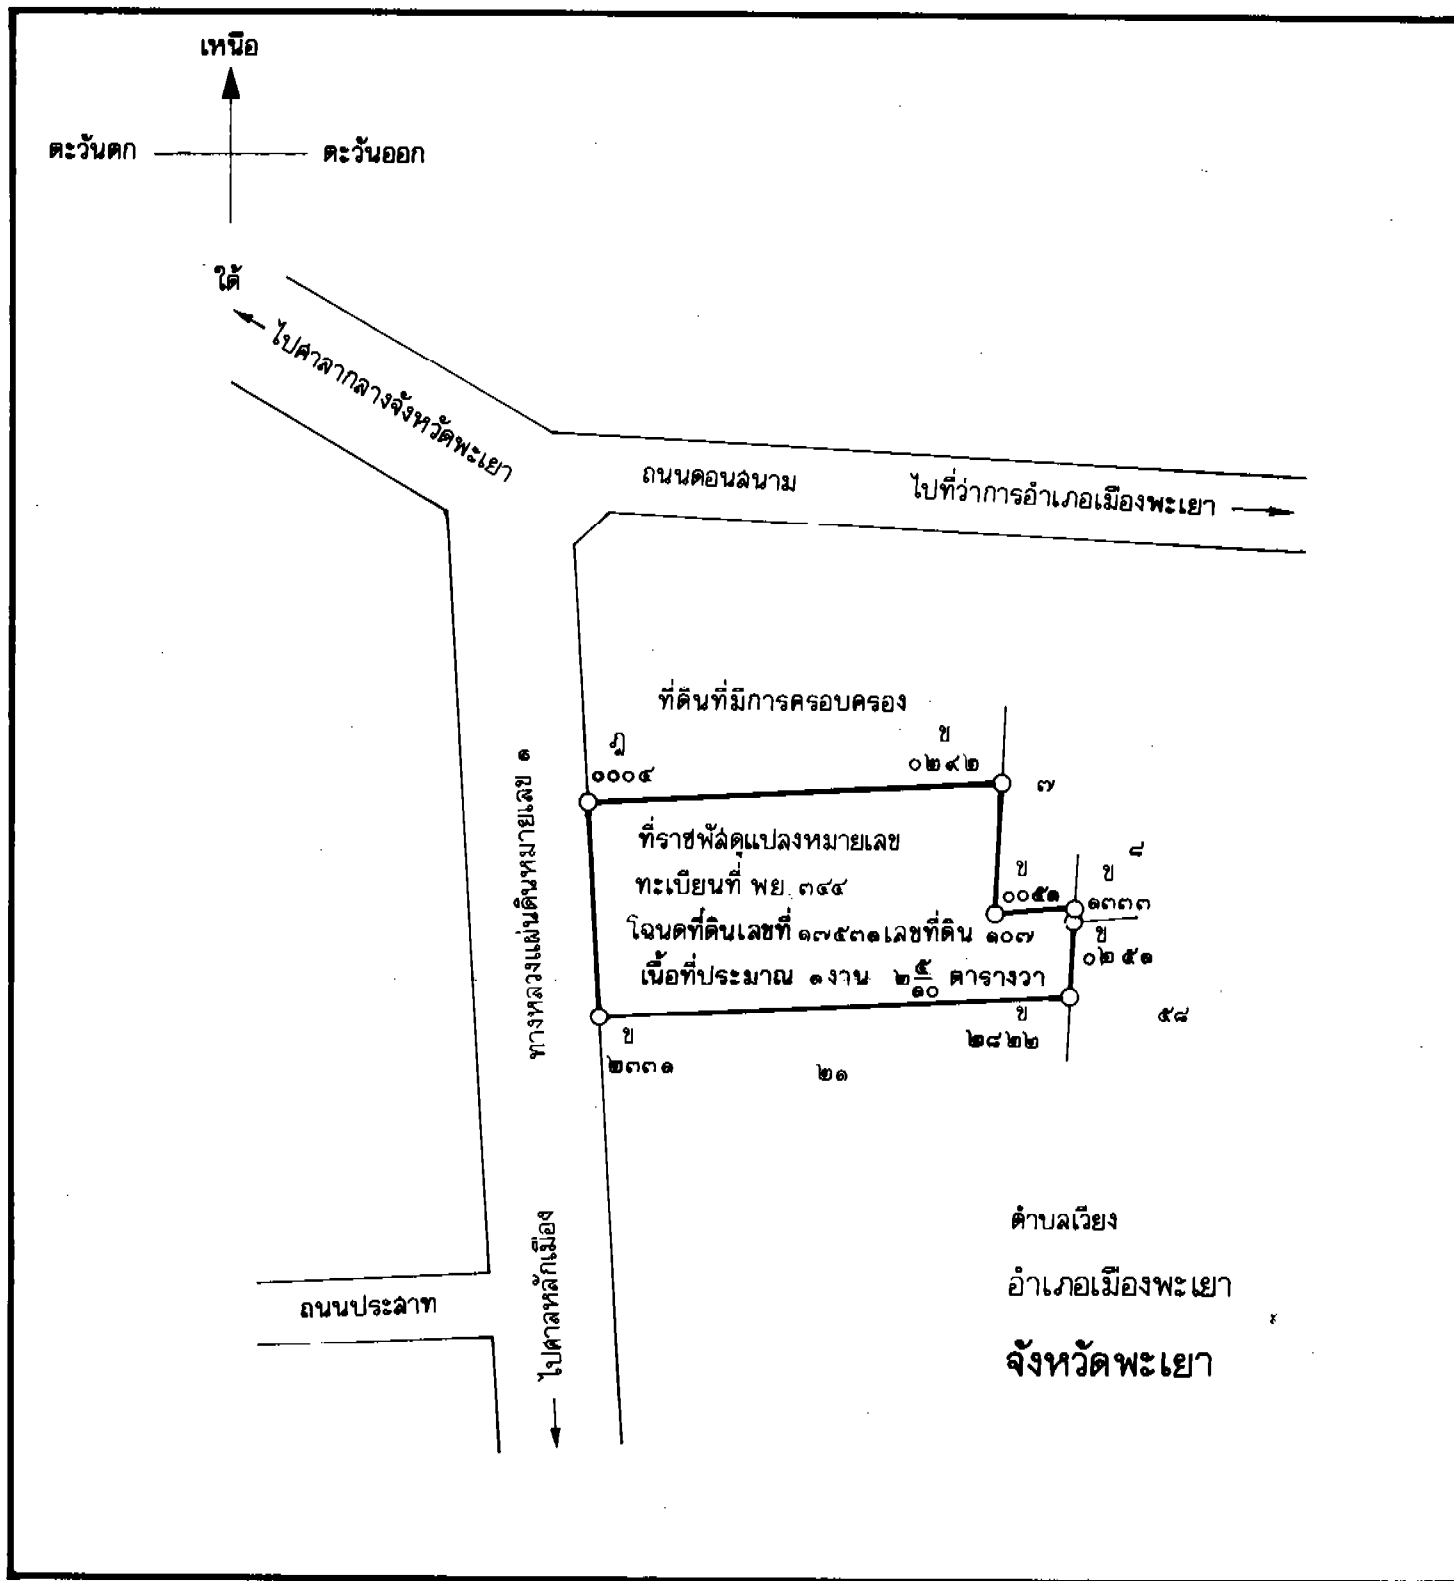 เหนือ
ตะวันตก
ตะวันออก
ใต้
ไปศาลากลางจังหวัดพะเยา
ถนนดอนสนาม
ไปที่ว่าการอำเภอเมืองพะเยา
ที่ดินที่มีการครอบครอง
ฎ
๐๐๐๔
ข
๐๒๙๒
๗
ทางหลวงแผ่นดินหมายเลข ๑
ที่ราชพัสดุแปลงหมายเลข
ทะเบียนที่ พย. ๓๔๔
โฉนดที่ดินเลขที่ ๑๗๕๓๑ เลขที่ดิน ๑๐๗
เนื้อที่ประมาณ ๑ งาน ๒ ๕/๑๐ ตารางวา
ข
๐๐๕๑
๘
ข
๑๓๓๓
ข
๐๒๕๑
ข
๒๓๓๑
ข
๒๘๒๒
๕๘
๒๑
ตำบลเวียง
อำเภอเมืองพะเยา
จังหวัดพะเยา
ไปศาลหลักเมือง
ถนนประสาท